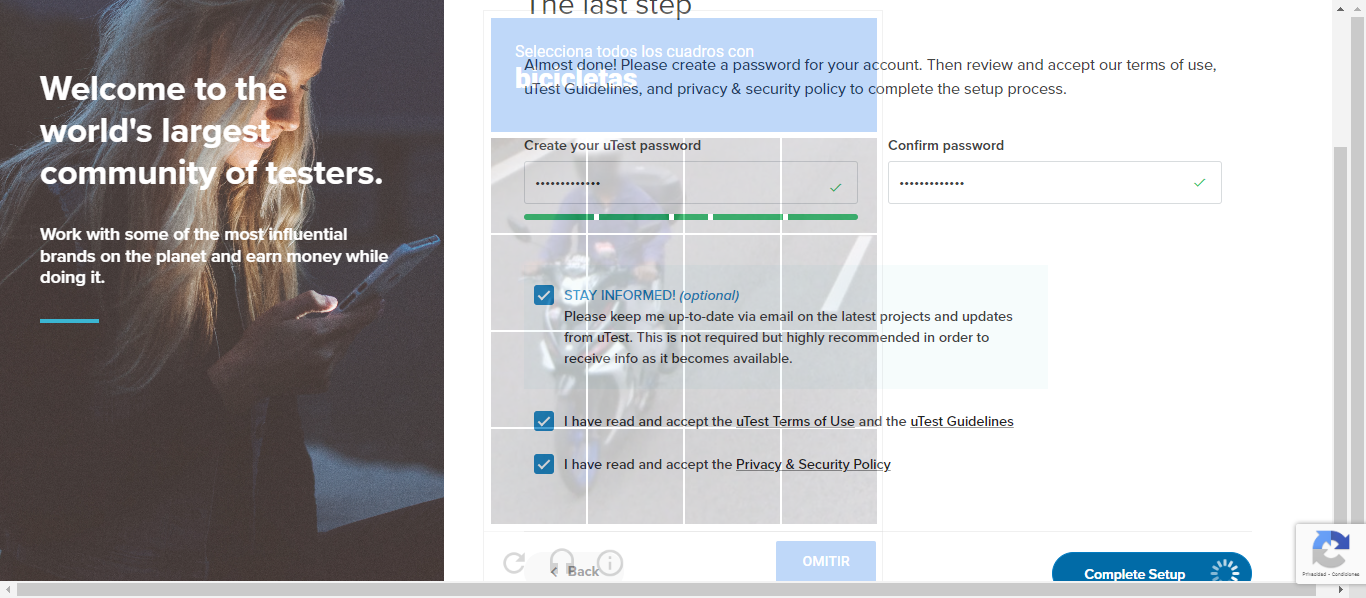 The last step
Welcome to the
world's largest
community of testers.
Work with some of the most influential
brands on the planet and earn money while
doing it.
Selecciona todos los cuadros con
bicicletas
Almost done! Please create a password for your account. Then review and accept our terms of use,
uTest Guidelines, and privacy & security policy to complete the setup process.
Create your uTest password
Confirm password
STAY INFORMED! (optional)
Please keep me up-to-date via email on the latest projects and updates
from uTest. This is not required but highly recommended in order to
receive info as it becomes available.
I have read and accept the uTest Terms of Use and the uTest Guidelines
I have read and accept the Privacy & Security Policy
OMITIR
Back
Complete Setup
Privacidad - Condiciones